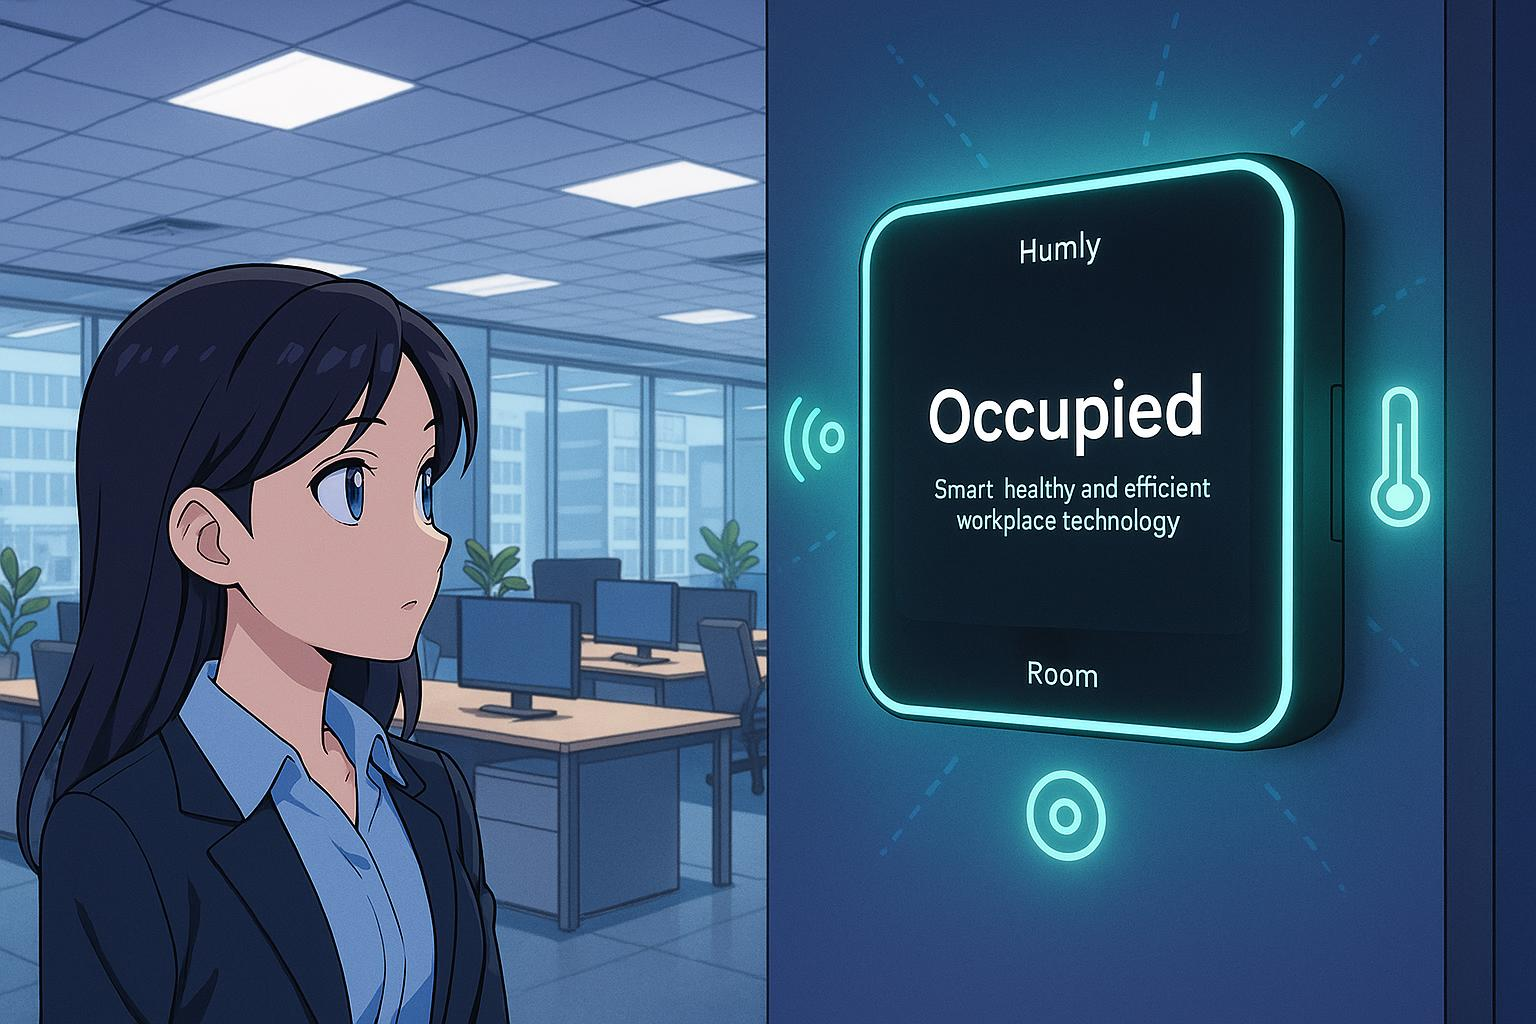 Humly
Occupied
Smart healthy and efficient
workplace technology
Room